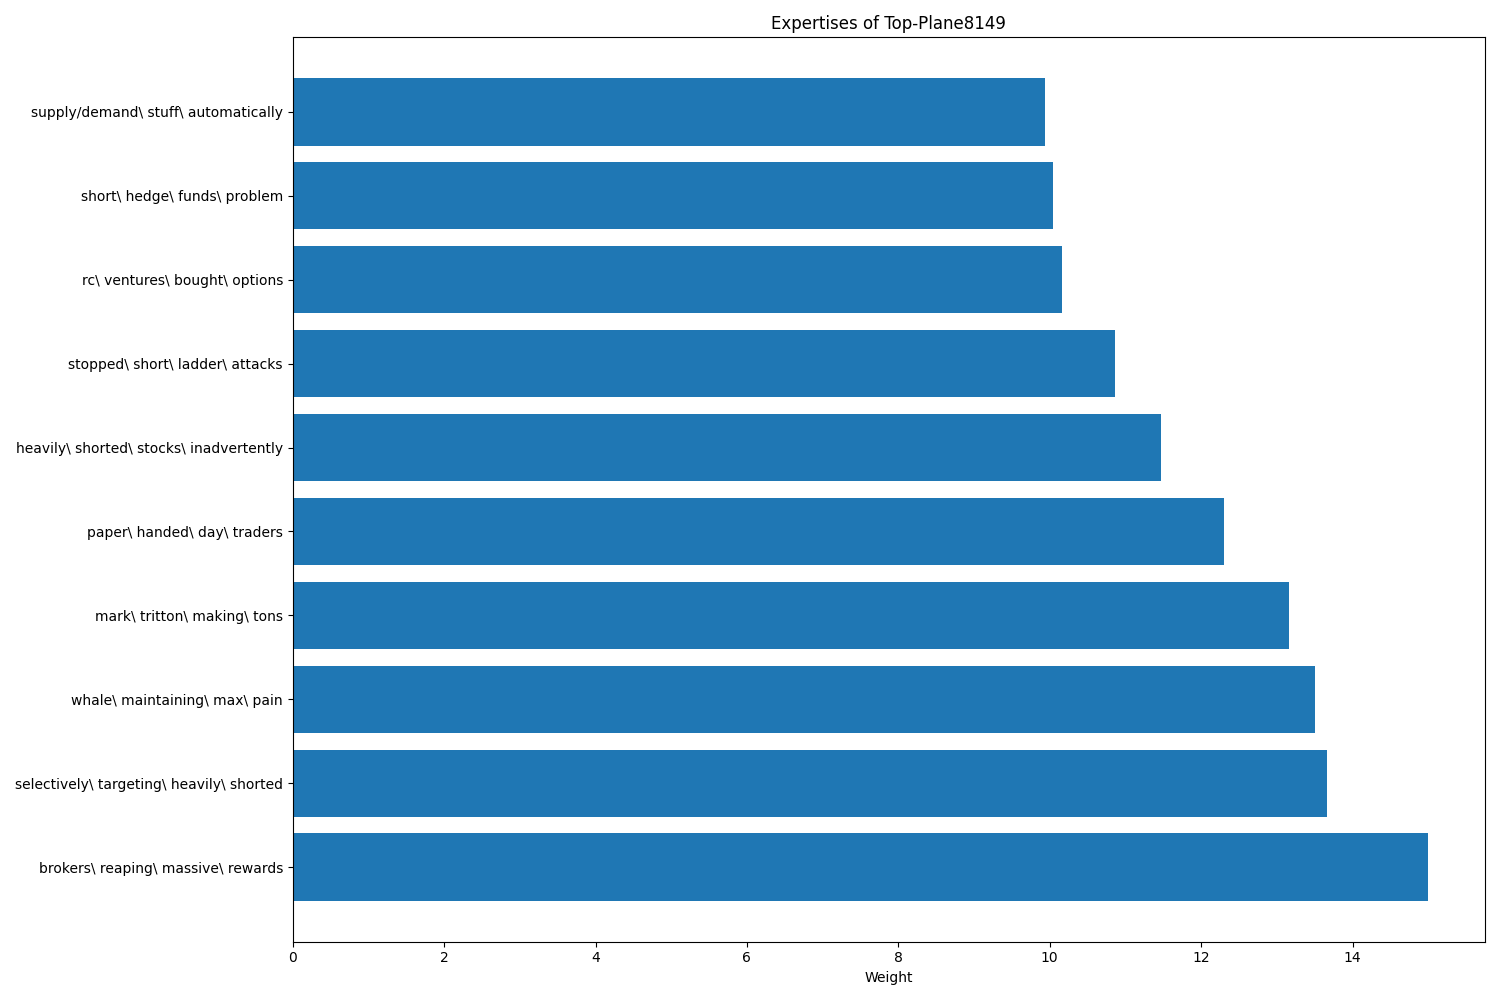 Expertises of Top-Plane8149
supply/demand\ stuff\ automatically
short\ hedge\ funds\ problem
rc\ ventures\ bought\ options
stopped\ short\ ladder\ attacks
heavily\ shorted\ stocks\ inadvertently
paper\ handed\ day\ traders
mark\ tritton\ making\ tons
whale\ maintaining\ max\ pain
selectively\ targeting\ heavily\ shorted
brokers\ reaping\ massive\ rewards
0 2 4 6 8 10 12 14
Weight